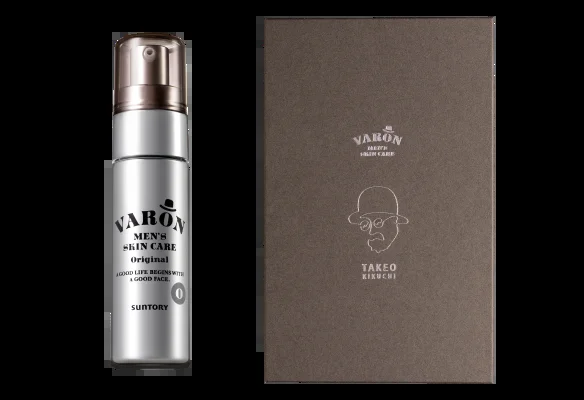 VARON
MEN'S
SKIN CARE
Original
A GOOD LIFE BEGINS WITH
A GOOD FACE.
O
SUNTORY
VARON
MEN'S
SKIN CARE
TAKEO
KIKUCHI